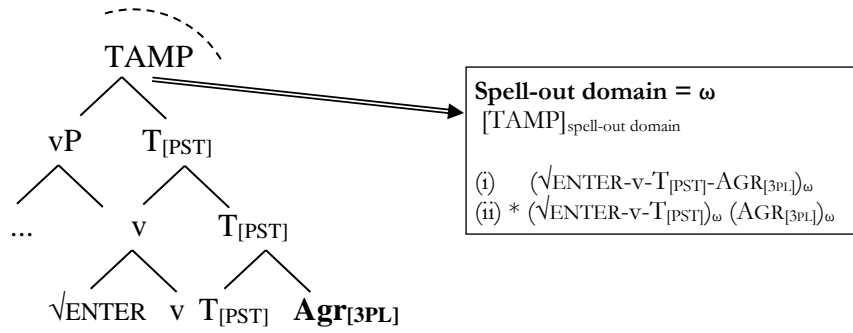 TAMP
vP T[PST]
... v T[PST]
√ENTER v T[PST] Agr[3PL]
Spell-out domain = ω
[TAMP]spell-out domain
(i) (√ENTER-v-T[PST]-AGR[3PL])ω
(ii) * (√ENTER-v-T[PST])ω (AGR[3PL])ω